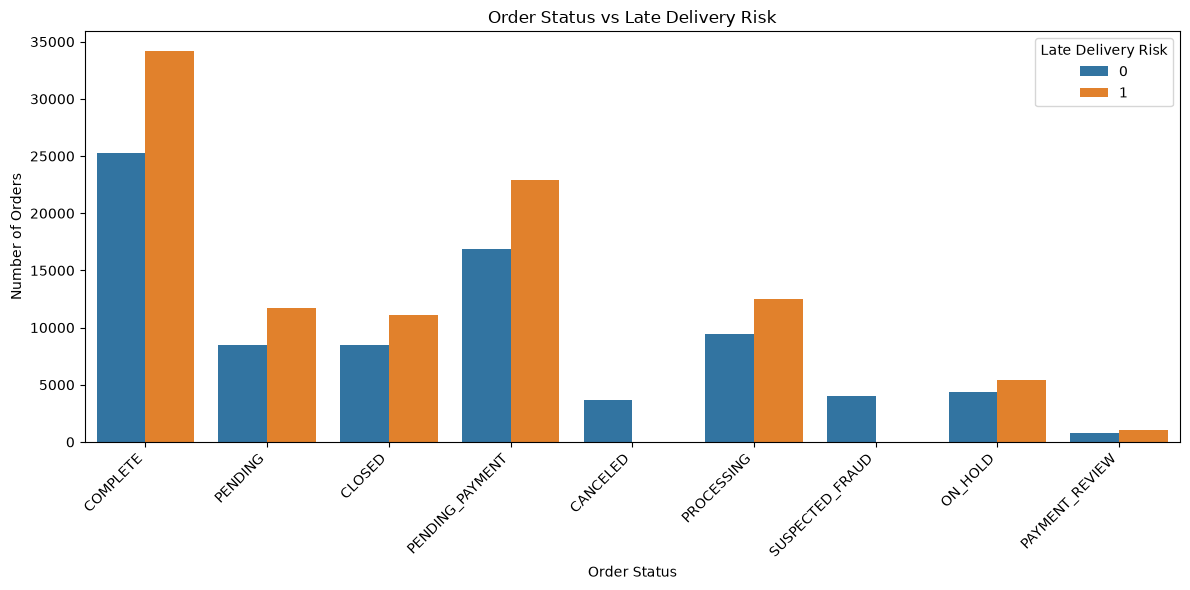 Order Status vs Late Delivery Risk
Late Delivery Risk
0
1
Number of Orders
35000
30000
25000
20000
15000
10000
5000
0
COMPLETE
PENDING
CLOSED
PENDING_PAYMENT
CANCELED
PROCESSING
SUSPECTED_FRAUD
ON_HOLD
PAYMENT_REVIEW
Order Status